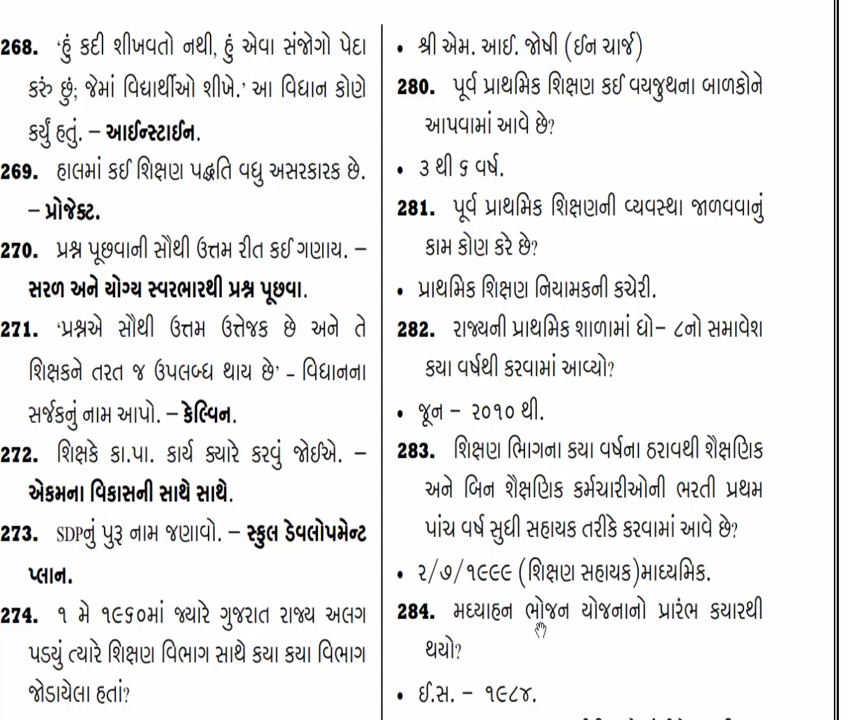 268. ‘હું કદી શીખવતો નથી, હું એવા સંજોગો પેદા
કરું છું; જેમાં વિદ્યાર્થીઓ શીખે.’ આ વિધાન કોણે
કર્યું હતું. – આઈન્સ્ટાઈન.
269. હાલમાં કઈ શિક્ષણ પદ્ધતિ વધુ અસરકારક છે.
– પ્રોજેક્ટ.
270. પ્રશ્ન પૂછવાની સૌથી ઉત્તમ રીત કઈ ગણાય. –
સરળ અને યોગ્ય સ્વરભારથી પ્રશ્ન પૂછવા.
271. ‘પ્રશ્નએ સૌથી ઉત્તમ ઉત્તેજક છે અને તે
શિક્ષકને તરત જ ઉપલબ્ધ થાય છે’ – વિધાનના
સર્જકનું નામ આપો. – કેલ્વિન.
272. શિક્ષકે કા.પા. કાર્ય ક્યારે કરવું જોઈએ. –
એકમના વિકાસની સાથે સાથે.
273. SDPનું પુરૂ નામ જણાવો. – સ્કુલ ડેવલોપમેન્ટ
પ્લાન.
274. ૧ મે ૧૯૬૦માં જ્યારે ગુજરાત રાજ્ય અલગ
પડયું ત્યારે શિક્ષણ વિભાગ સાથે કયા કયા વિભાગ
જોડાયેલા હતાં?
• શ્રી એમ. આઈ. જોષી (ઈન ચાર્જ)
280. પૂર્વ પ્રાથમિક શિક્ષણ કઈ વયજુથના બાળકોને
આપવામાં આવે છે?
• ૩ થી ૬ વર્ષ.
281. પૂર્વ પ્રાથમિક શિક્ષણની વ્યવસ્થા જાળવવાનું
કામ કોણ કરે છે?
• પ્રાથમિક શિક્ષણ નિયામકની કચેરી.
282. રાજ્યની પ્રાથમિક શાળામાં ધો– ૮નો સમાવેશ
કયા વર્ષથી કરવામાં આવ્યો?
• જૂન – ૨૦૧૦ થી.
283. શિક્ષણ ભિાગના કયા વર્ષના ઠરાવથી શૈક્ષણિક
અને બિન શૈક્ષણિક કર્મચારીઓની ભરતી પ્રથમ
પાંચ વર્ષ સુધી સહાયક તરીકે કરવામાં આવે છે?
• ૨/૭/૧૯૯૯ (શિક્ષણ સહાયક)માધ્યમિક.
284. મધ્યાહન ભોજન યોજનાનો પ્રારંભ કયારથી
થયો?
• ઈ.સ. – ૧૯૮૪.